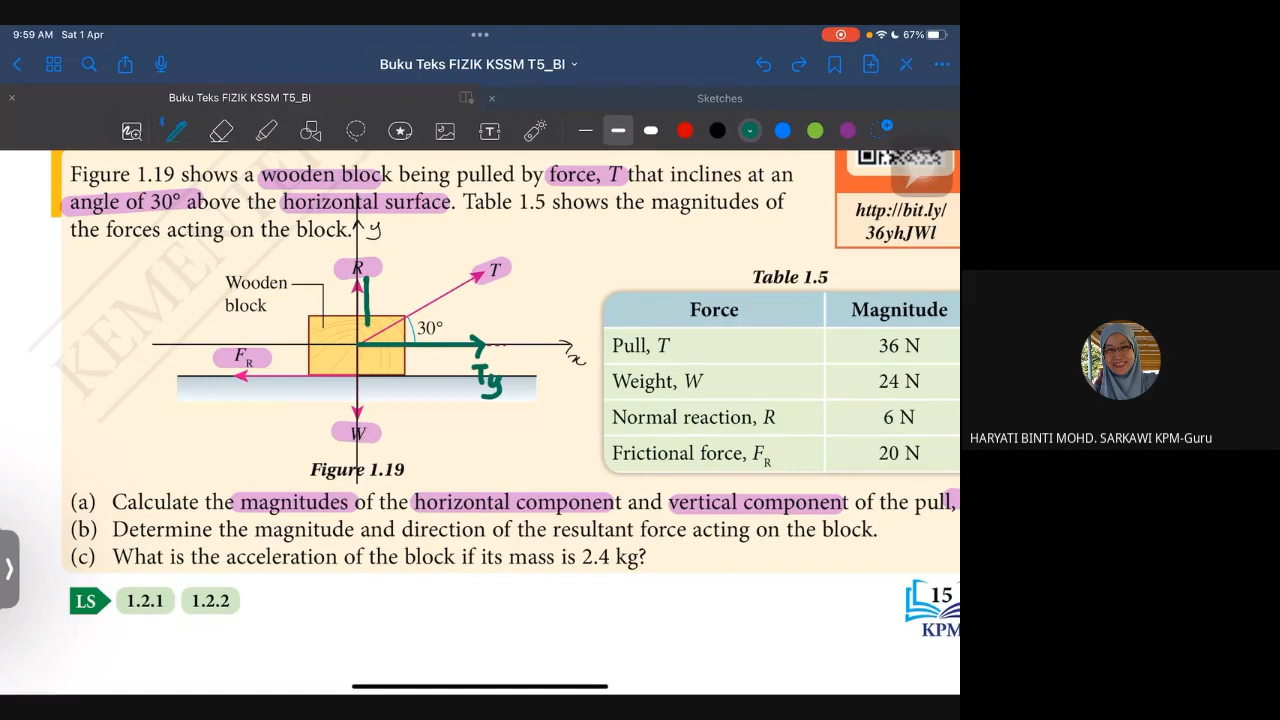 9:59 AM Sat 1 Apr
67%
Buku Teks FIZIK KSSM T5_BI
Buku Teks FIZIK KSSM T5_BI
Sketches
Figure 1.19 shows a wooden block being pulled by force, T that inclines at an
angle of 30° above the horizontal surface. Table 1.5 shows the magnitudes of
the forces acting on the block.
http://bit.ly/
36yhJWl
y
R
T
Wooden
block
30°
x
F_R
Ty
W
Figure 1.19
Table 1.5
Force Magnitude
Pull, T 36 N
Weight, W 24 N
Normal reaction, R 6 N
Frictional force, F_R 20 N
(a) Calculate the magnitudes of the horizontal component and vertical component of the pull,
(b) Determine the magnitude and direction of the resultant force acting on the block.
(c) What is the acceleration of the block if its mass is 2.4 kg?
LS 1.2.1 1.2.2
15
KPM
HARYATI BINTI MOHD. SARKAWI KPM-Guru
KEMEN